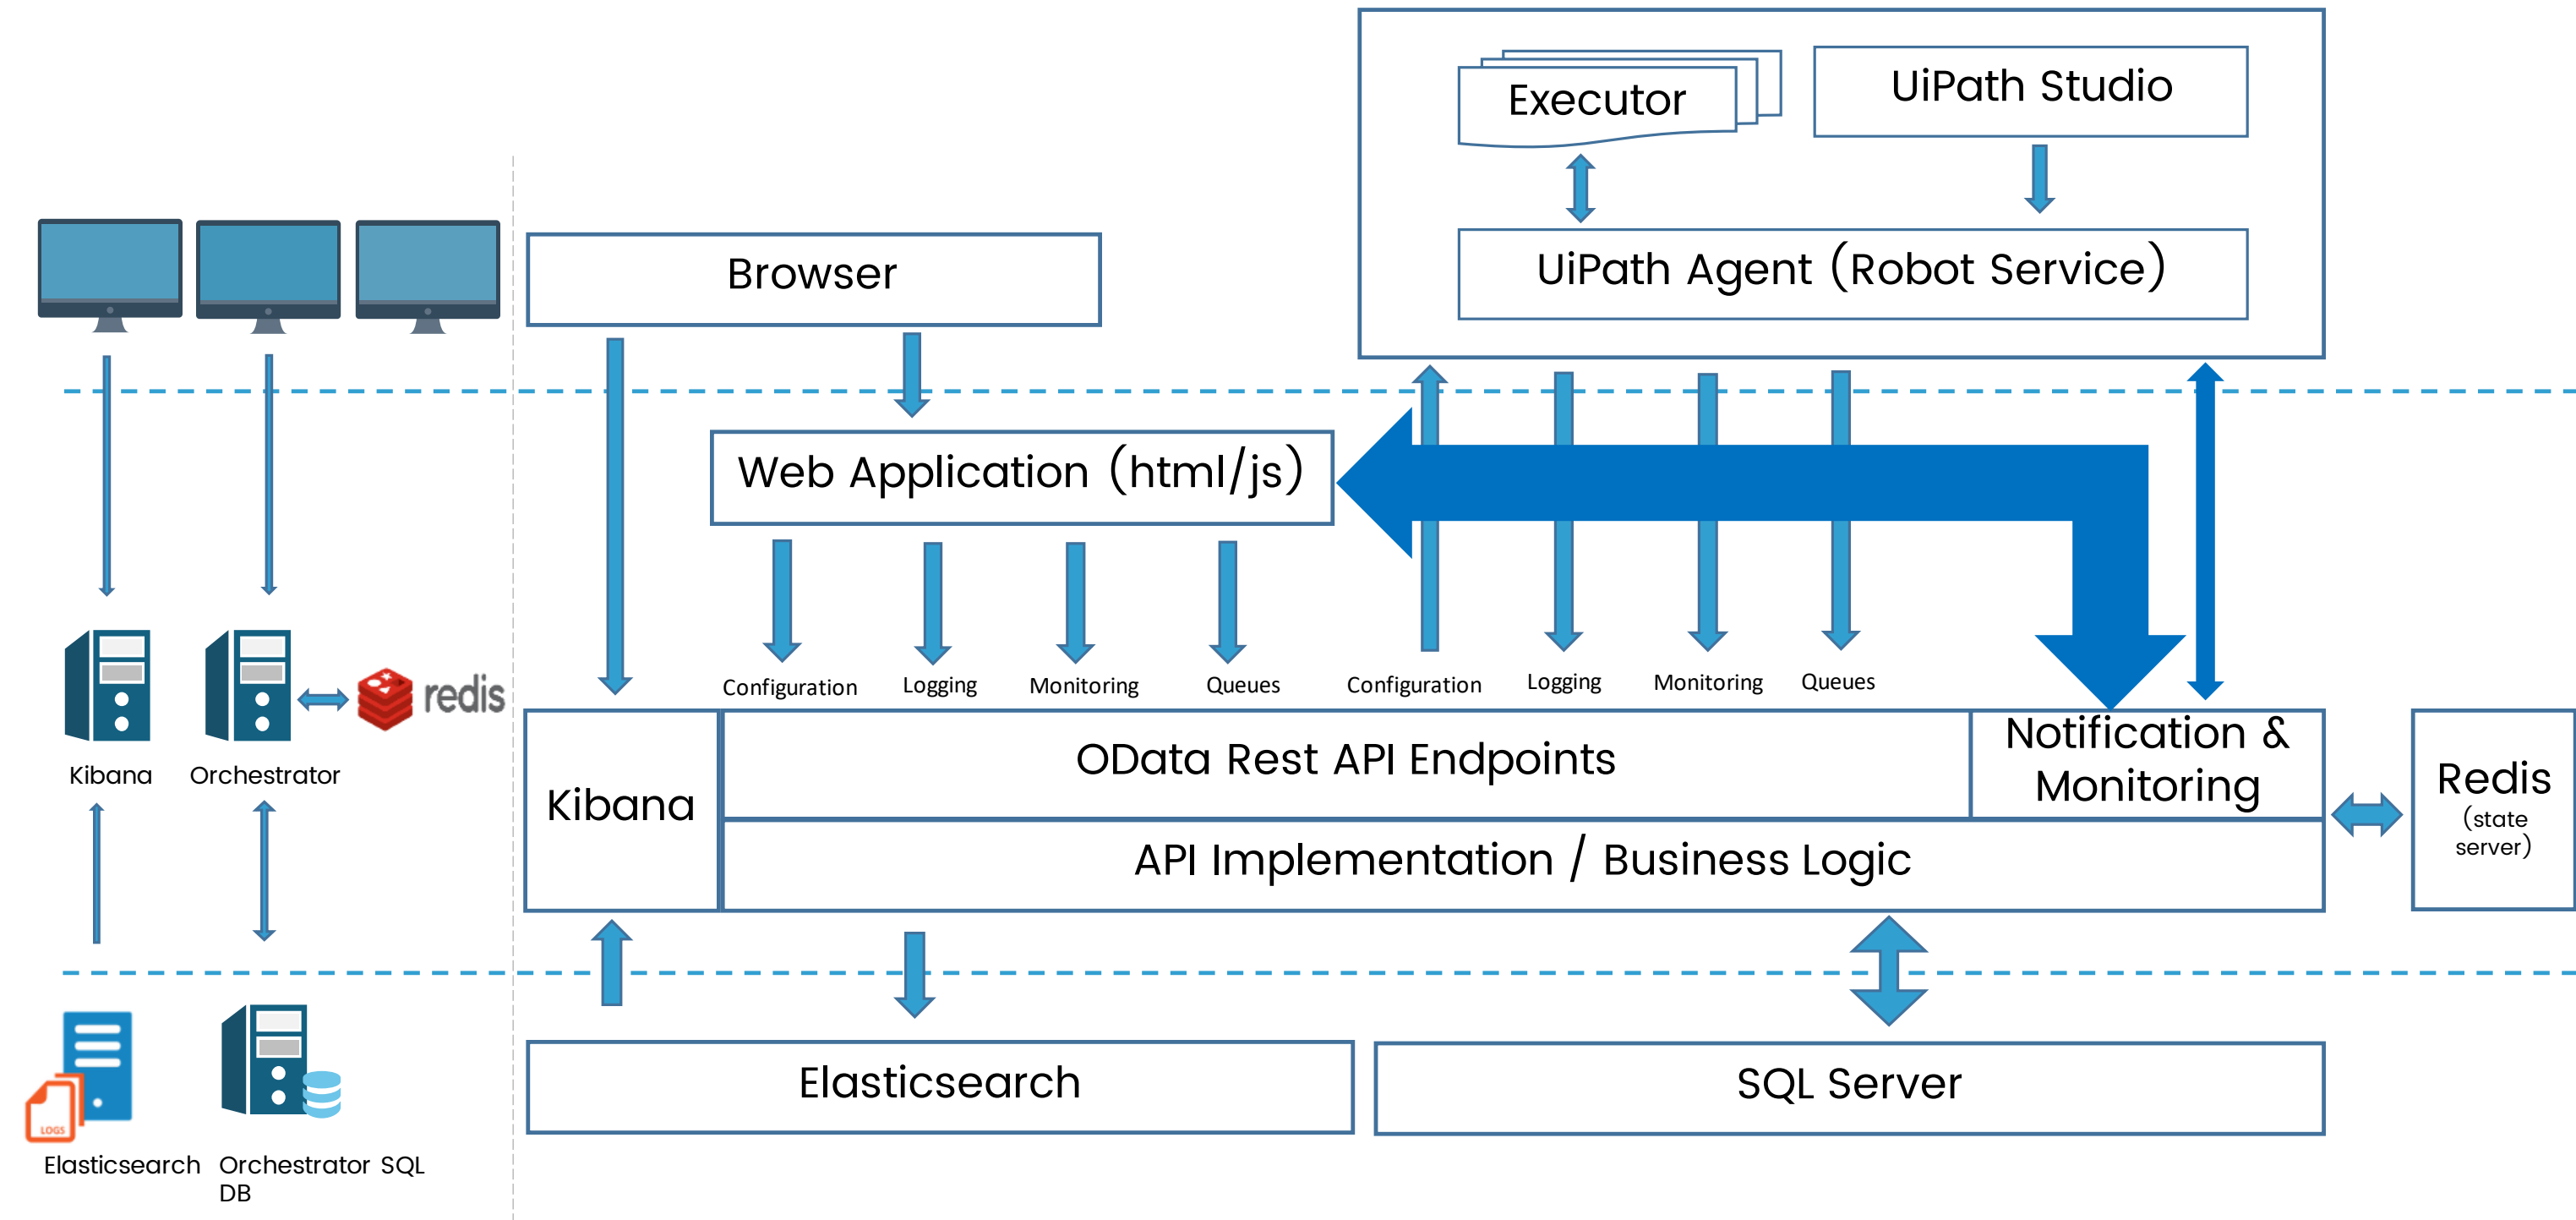 Executor
UiPath Studio
UiPath Agent (Robot Service)
Browser
Web Application (html/js)
Configuration
Logging
Monitoring
Queues
Configuration
Logging
Monitoring
Queues
redis
Kibana
Orchestrator
Kibana
OData Rest API Endpoints
Notification &
Monitoring
API Implementation / Business Logic
Redis
(state
server)
LOGS
Elasticsearch
Orchestrator SQL
DB
Elasticsearch
SQL Server